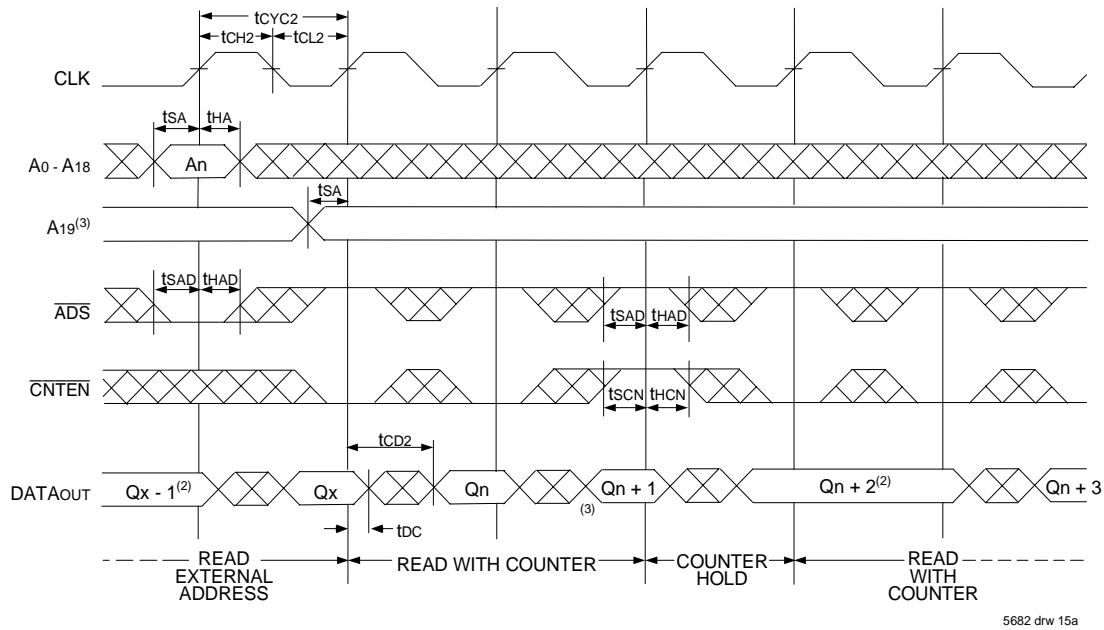 tCYC2
tCH2 tCL2
CLK
tSA tHA
A0 - A18 An
tSA
A19(3)
tSAD tHAD
ADS
tSAD tHAD
CNTEN
tSCN tHCN
tCD2
DATAOUT Qx - 1(2) Qx Qn Qn + 1 Qn + 2(2) Qn + 3
(3)
tDC
READ EXTERNAL ADDRESS
READ WITH COUNTER
COUNTER HOLD
READ WITH COUNTER
5682 drw 15a